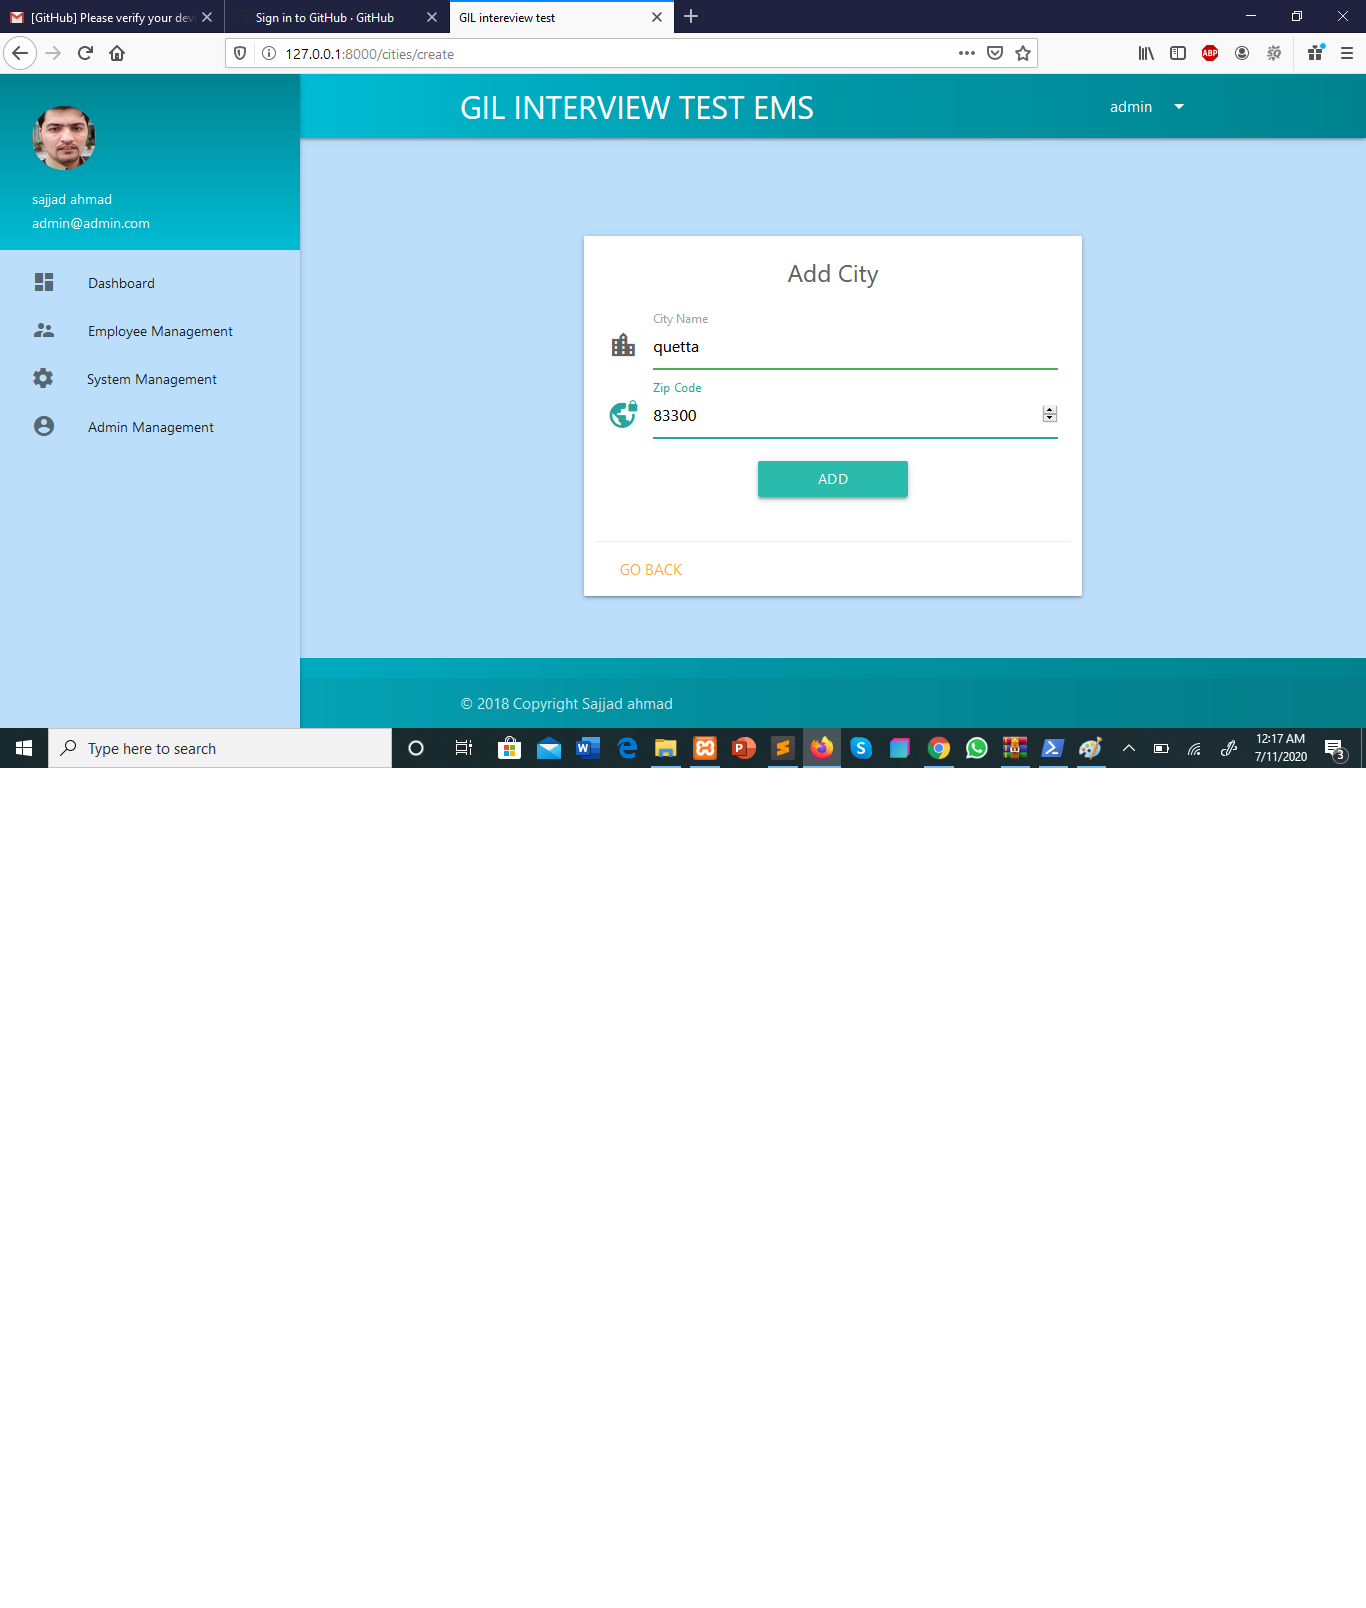 [GitHub] Please verify your dev
Sign in to GitHub · GitHub
GIL intereview test
127.0.0.1:8000/cities/create
ABP
GIL INTERVIEW TEST EMS
admin
sajjad ahmad
admin@admin.com
Dashboard
Employee Management
System Management
Admin Management
Add City
City Name
quetta
Zip Code
83300
ADD
GO BACK
© 2018 Copyright Sajjad ahmad
Type here to search
12:17 AM
7/11/2020
3